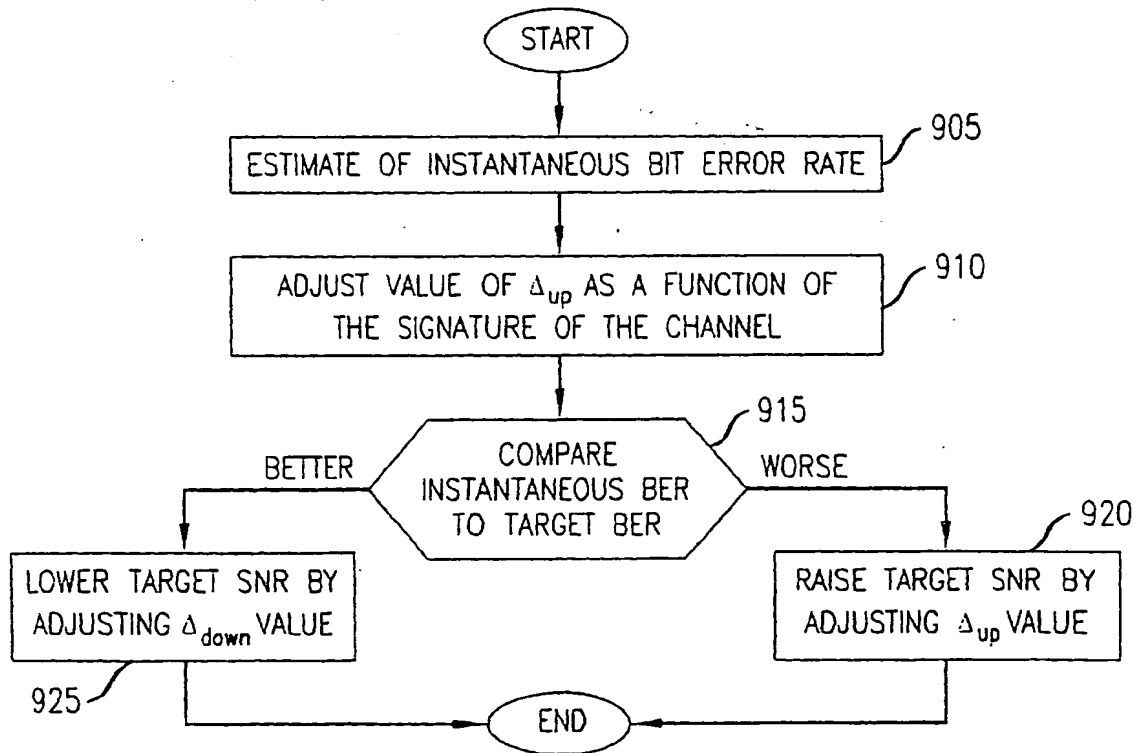 START
905
ESTIMATE OF INSTANTANEOUS BIT ERROR RATE
910
ADJUST VALUE OF Δup AS A FUNCTION OF
THE SIGNATURE OF THE CHANNEL
915
BETTER
COMPARE
INSTANTANEOUS BER
TO TARGET BER
WORSE
920
LOWER TARGET SNR BY
ADJUSTING Δdown VALUE
RAISE TARGET SNR BY
ADJUSTING Δup VALUE
925
END